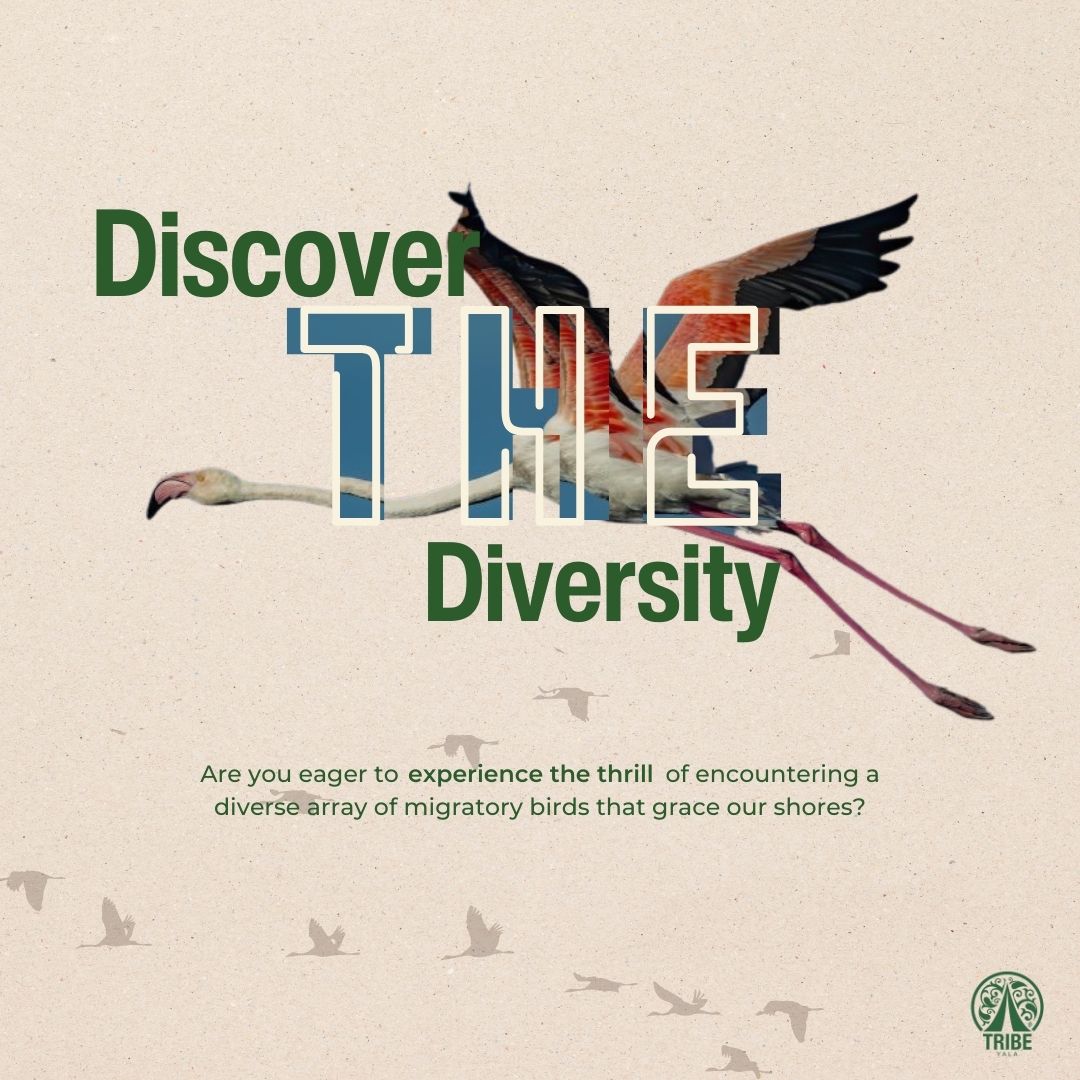 Discover
THE
Diversity
Are you eager to experience the thrill of encountering a
diverse array of migratory birds that grace our shores?
TRIBE
YALA